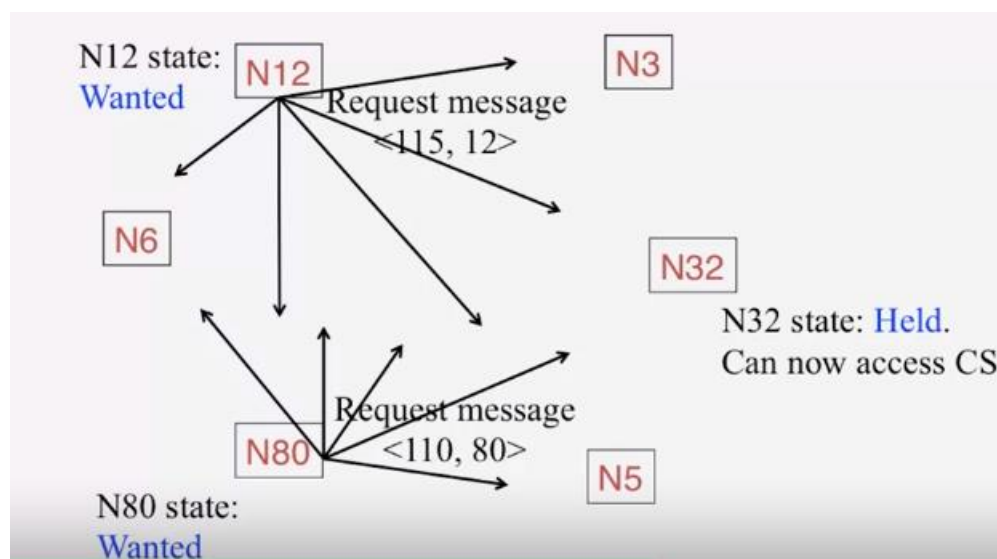 N12 state:
Wanted
N12
N3
Request message
<115, 12>
N6
N32
N32 state: Held.
Can now access CS
Request message
<110, 80>
N80
N5
N80 state:
Wanted